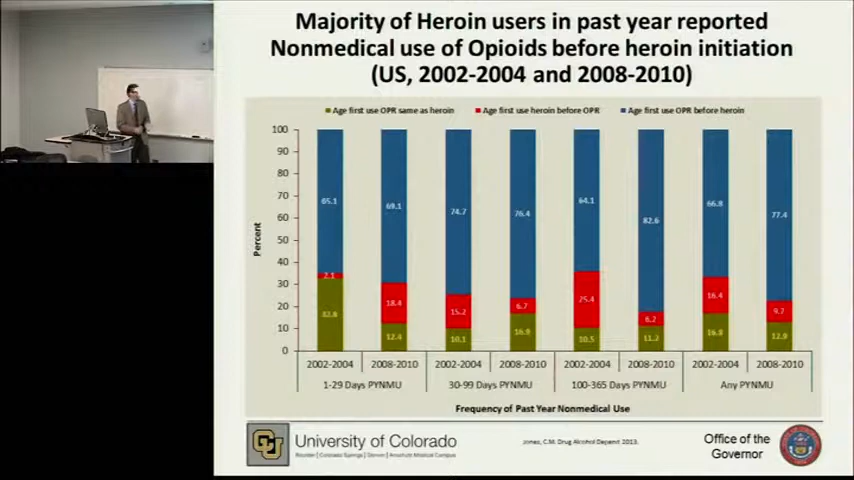 Majority of Heroin users in past year reported
Nonmedical use of Opioids before heroin initiation
(US, 2002-2004 and 2008-2010)
Age first use OPR same as heroin Age first use heroin before OPR Age first use OPR before heroin
100
90
80
70
60
50
40
30
20
10
0
Percent
65.1 69.1 74.7 76.4 64.1 82.6 66.8 77.4
2.1 18.4 15.2 6.7 25.4 6.2 16.4 9.7
32.8 12.4 10.1 16.8 10.5 11.2 16.8 12.9
2002-2004 2008-2010 2002-2004 2008-2010 2002-2004 2008-2010 2002-2004 2008-2010
1-29 Days PYNMU 30-99 Days PYNMU 100-365 Days PYNMU Any PYNMU
Frequency of Past Year Nonmedical Use
CU
University of Colorado
Boulder | Colorado Springs | Denver | Anschutz Medical Campus
Jones, C.M. Drug Alcohol Depend 2013.
Office of the
Governor